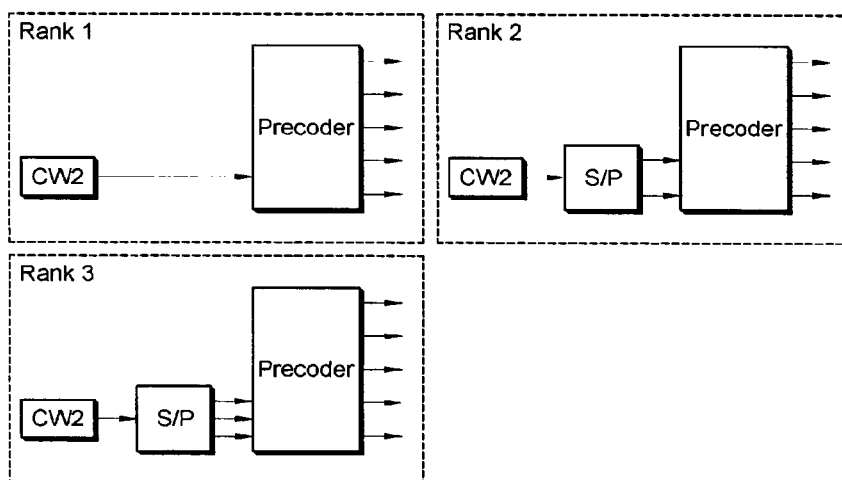 Rank 1
Precoder
CW2
Rank 2
Precoder
CW2
S/P
Rank 3
Precoder
CW2
S/P